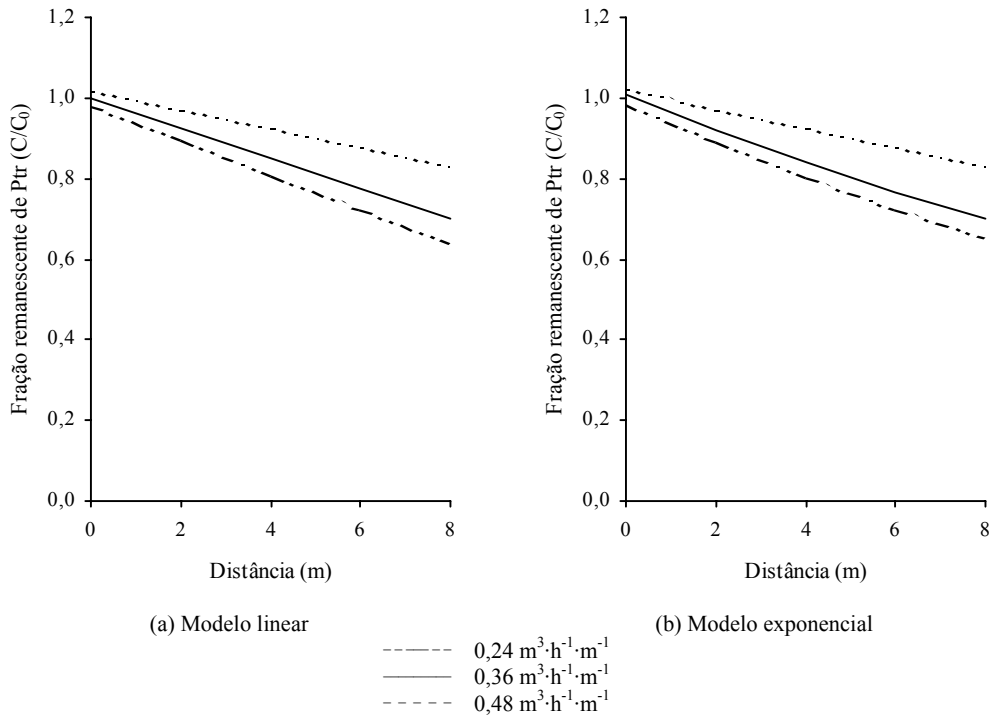 1,2
1,0
0,8
0,6
0,4
0,2
0,0
0 2 4 6 8
Fração remanescente de Ptr (C/C₀)
Distância (m)
(a) Modelo linear
1,2
1,0
0,8
0,6
0,4
0,2
0,0
0 2 4 6 8
Fração remanescente de Ptr (C/C₀)
Distância (m)
(b) Modelo exponencial
0,24 m³·h⁻¹·m⁻¹
0,36 m³·h⁻¹·m⁻¹
0,48 m³·h⁻¹·m⁻¹